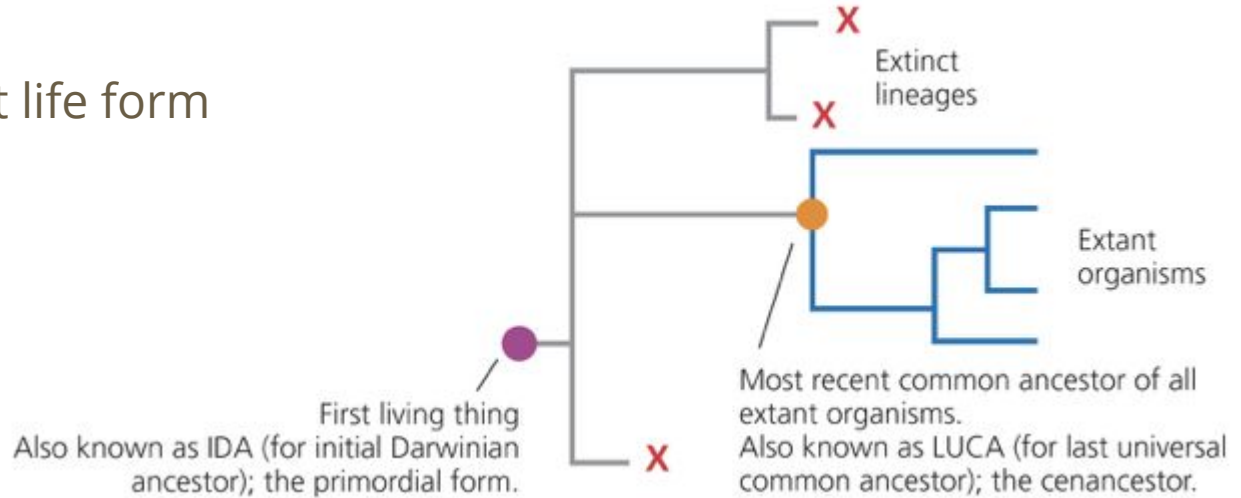 t life form
X
Extinct
lineages
X
Extant
organisms
First living thing
Also known as IDA (for initial Darwinian
ancestor); the primordial form.
X
Most recent common ancestor of all
extant organisms.
Also known as LUCA (for last universal
common ancestor); the cenancestor.